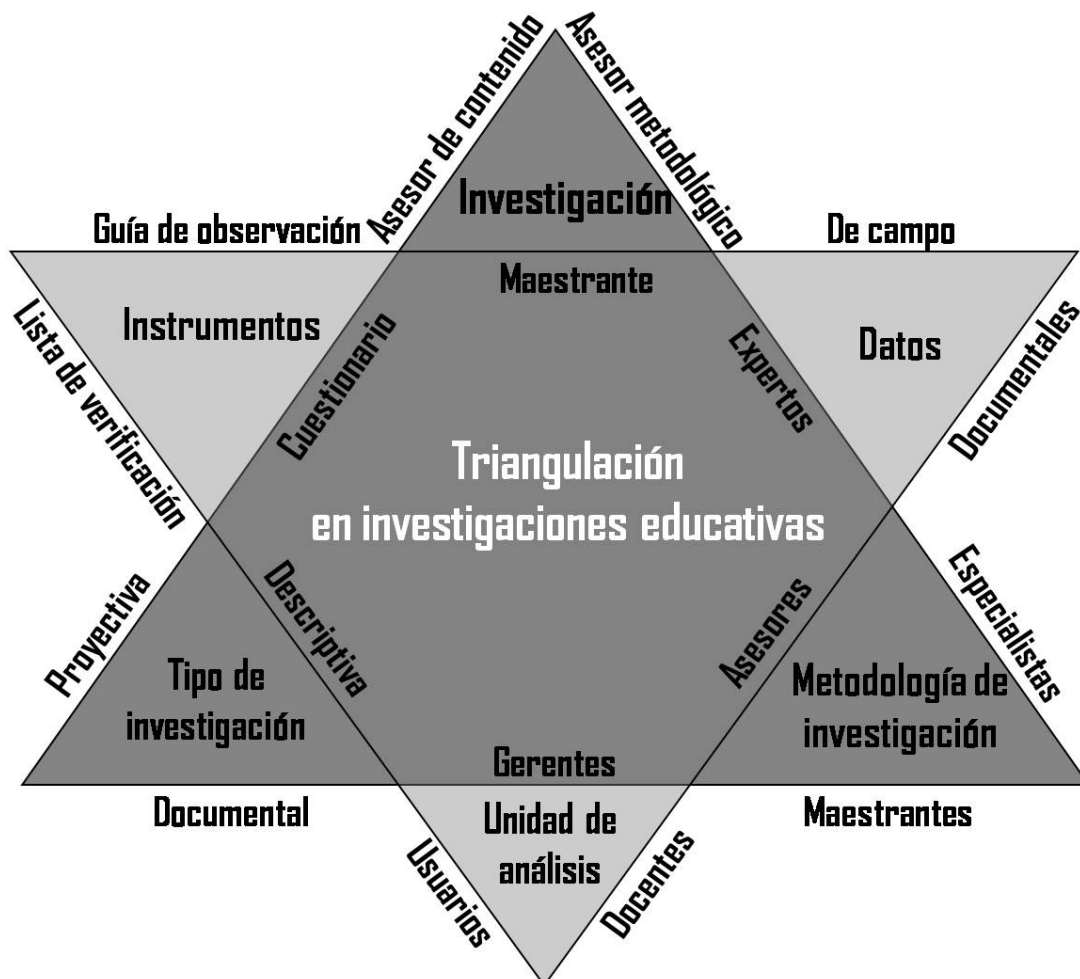 Asesor de contenido
Asesor metodológico
Investigación
Maestrante
Guía de observación
Instrumentos
Lista de verificación
Cuestionario
De campo
Datos
Expertos
Documentales
Triangulación
en investigaciones educativas
Proyectiva
Tipo de
investigación
Descriptiva
Documental
Asesores
Metodología de
investigación
Especialistas
Maestrantes
Gerentes
Unidad de
análisis
Usuarios
Docentes